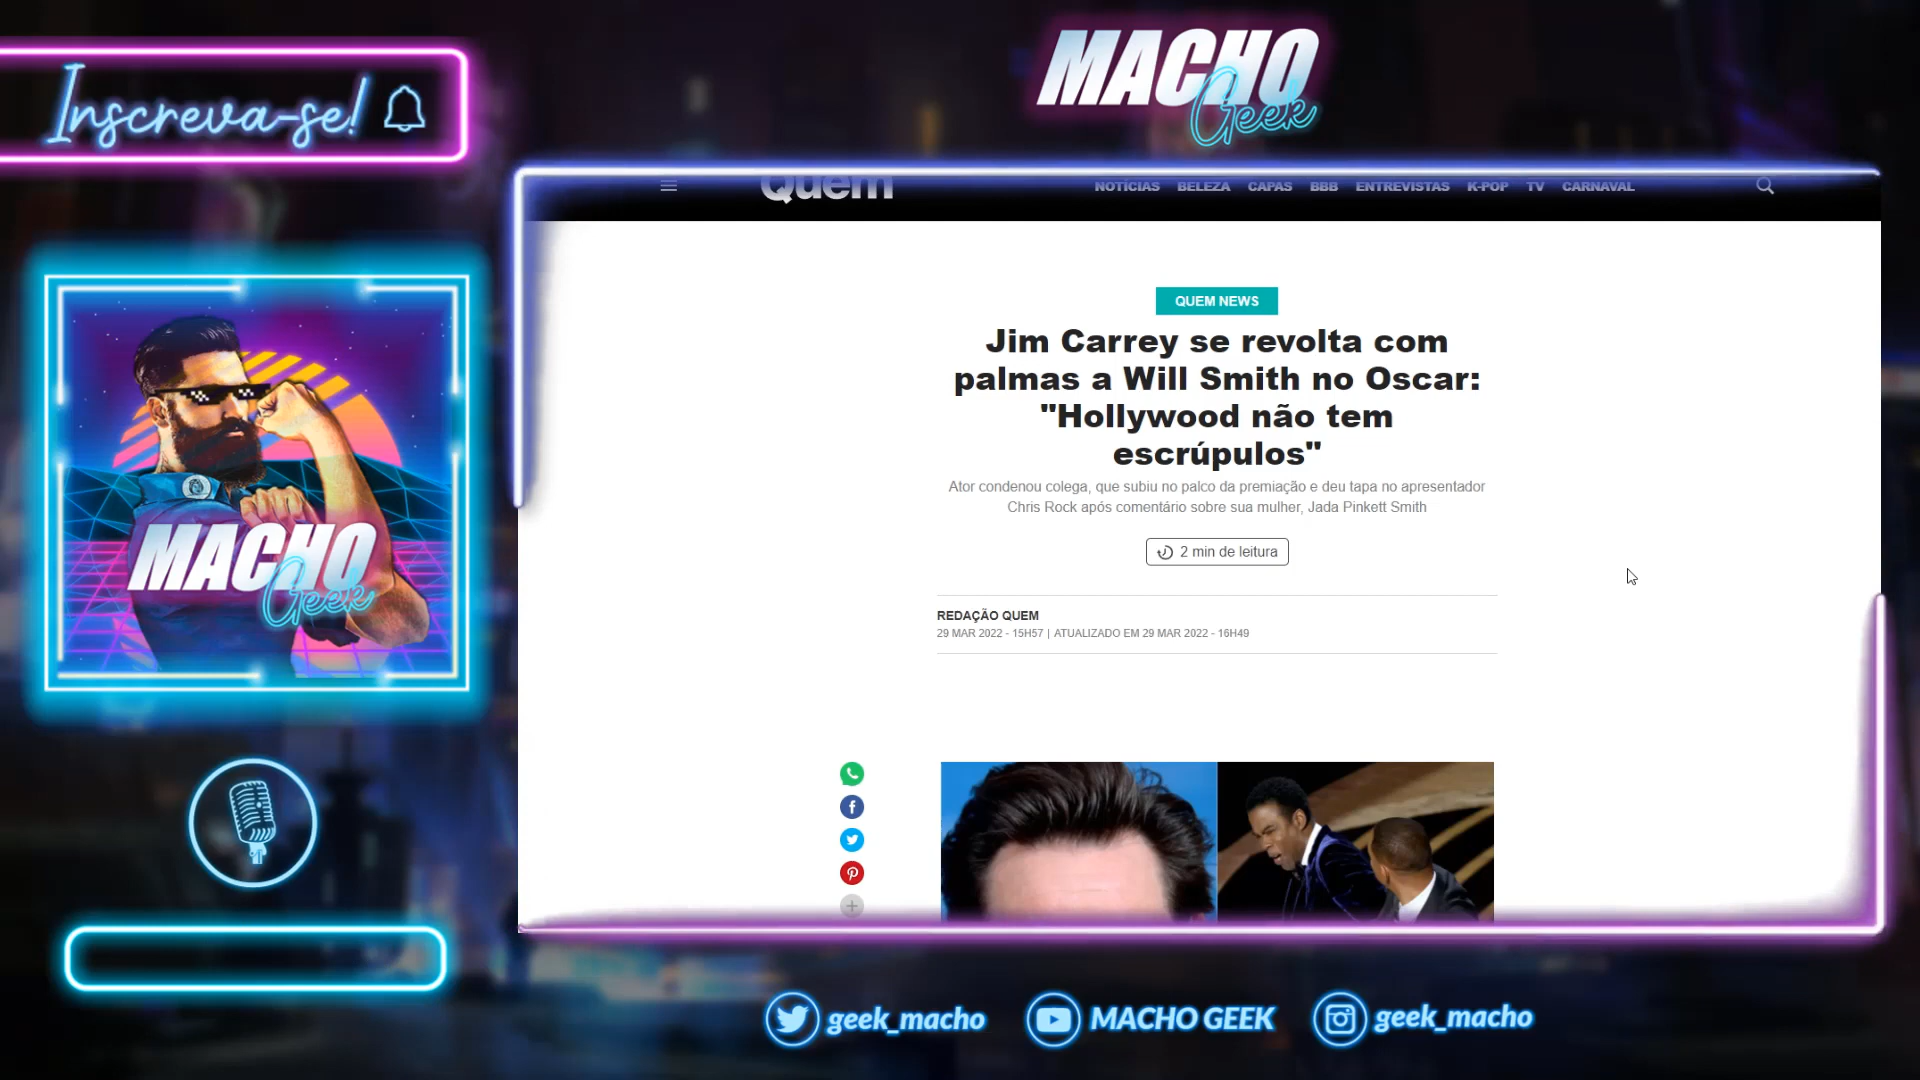 Inscreva-se!
MACHO
Geek
Quem
NOTÍCIAS BELEZA CAPAS BBB ENTREVISTAS K-POP TV CARNAVAL
QUEM NEWS
Jim Carrey se revolta com
palmas a Will Smith no Oscar:
"Hollywood não tem
escrúpulos"
Ator condenou colega, que subiu no palco da premiação e deu tapa no apresentador
Chris Rock após comentário sobre sua mulher, Jada Pinkett Smith
2 min de leitura
REDAÇÃO QUEM
29 MAR 2022 - 15H57 | ATUALIZADO EM 29 MAR 2022 - 16H49
MACHO
Geek
geek_macho MACHO GEEK geek_macho